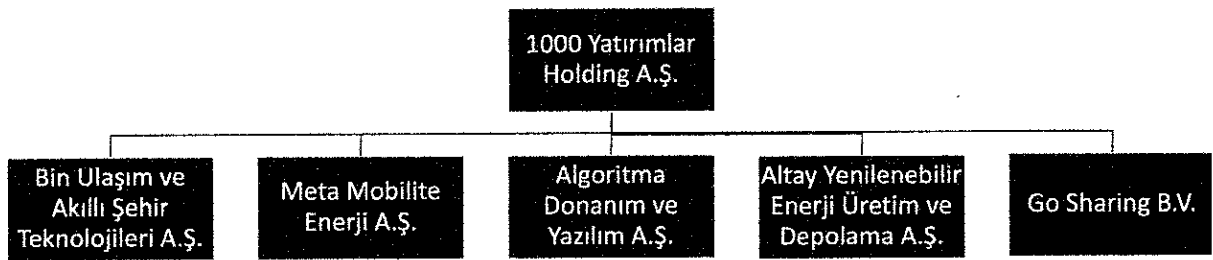 1000 Yatırımlar
Holding A.Ş.
Bin Ulaşım ve
Akıllı Şehir
Teknolojileri A.Ş.
Meta Mobilite
Enerji A.Ş.
Algoritma
Donanım ve
Yazılım A.Ş.
Altay Yenilenebilir
Enerji Üretim ve
Depolama A.Ş.
Go Sharing B.V.